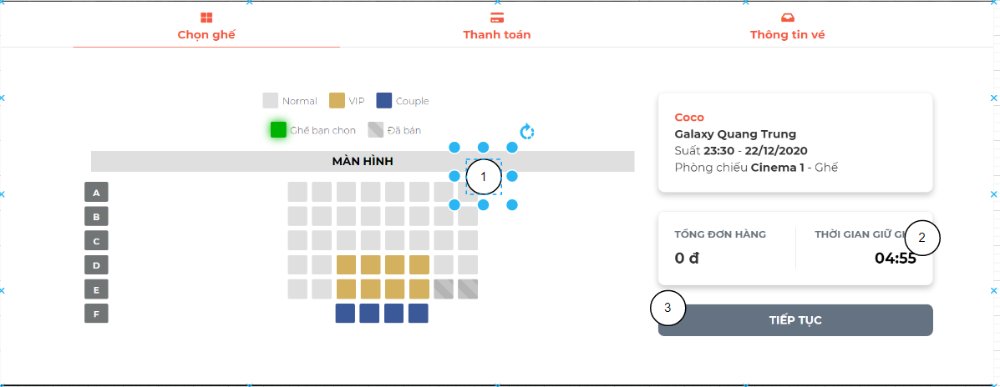 Chọn ghế
Thanh toán
Thông tin vé
Normal VIP Couple
Ghế bạn chọn Đã bán
MÀN HÌNH
1
A
B
C
D
E
F
Coco
Galaxy Quang Trung
Suất 23:30 - 22/12/2020
Phòng chiếu Cinema 1 - Ghế
TỔNG ĐƠN HÀNG
0 đ
THỜI GIAN GIỮ
04:55
2
3
TIẾP TỤC